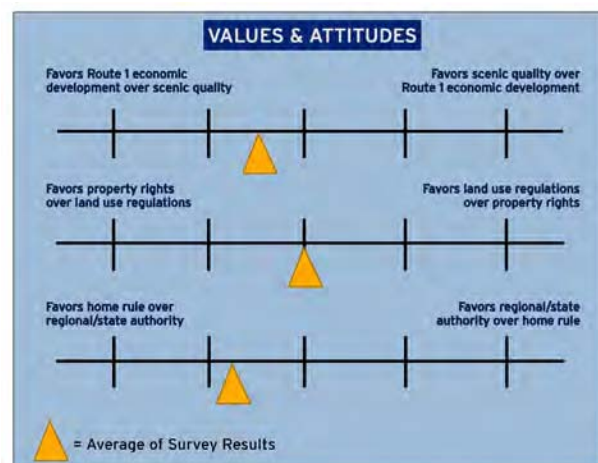 VALUES & ATTITUDES
Favors Route 1 economic
development over scenic quality
Favors scenic quality over
Route 1 economic development
Favors property rights
over land use regulations
Favors land use regulations
over property rights
Favors home rule over
regional/state authority
Favors regional/state
authority over home rule
= Average of Survey Results